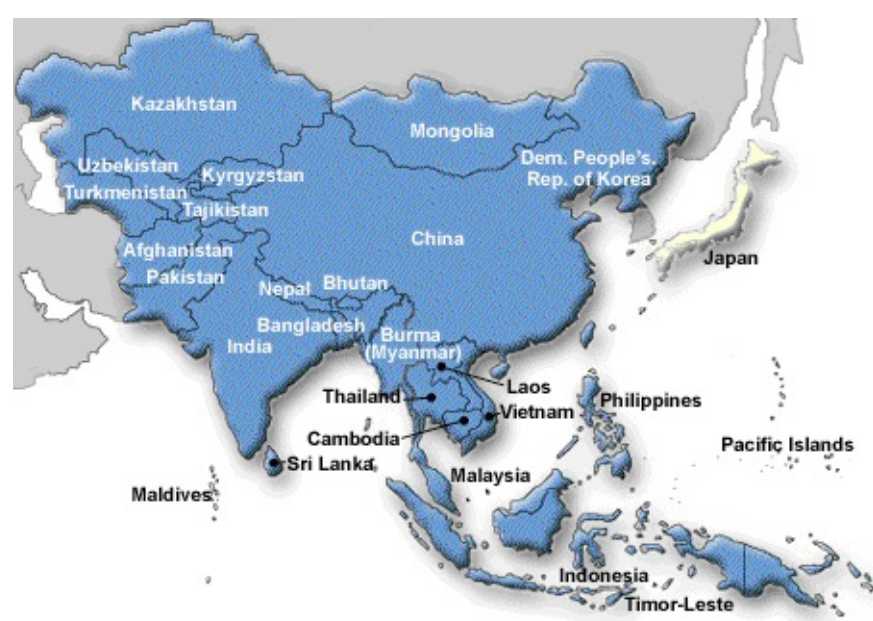 Kazakhstan
Mongolia
Uzbekistan
Kyrgyzstan
Dem. People's.
Rep. of Korea
Turkmenistan
Tajikistan
China
Afghanistan
Pakistan
Japan
Nepal
Bhutan
Bangladesh
India
Burma
(Myanmar)
Laos
Thailand
Vietnam
Philippines
Cambodia
Pacific Islands
Sri Lanka
Malaysia
Maldives
Indonesia
Timor-Leste